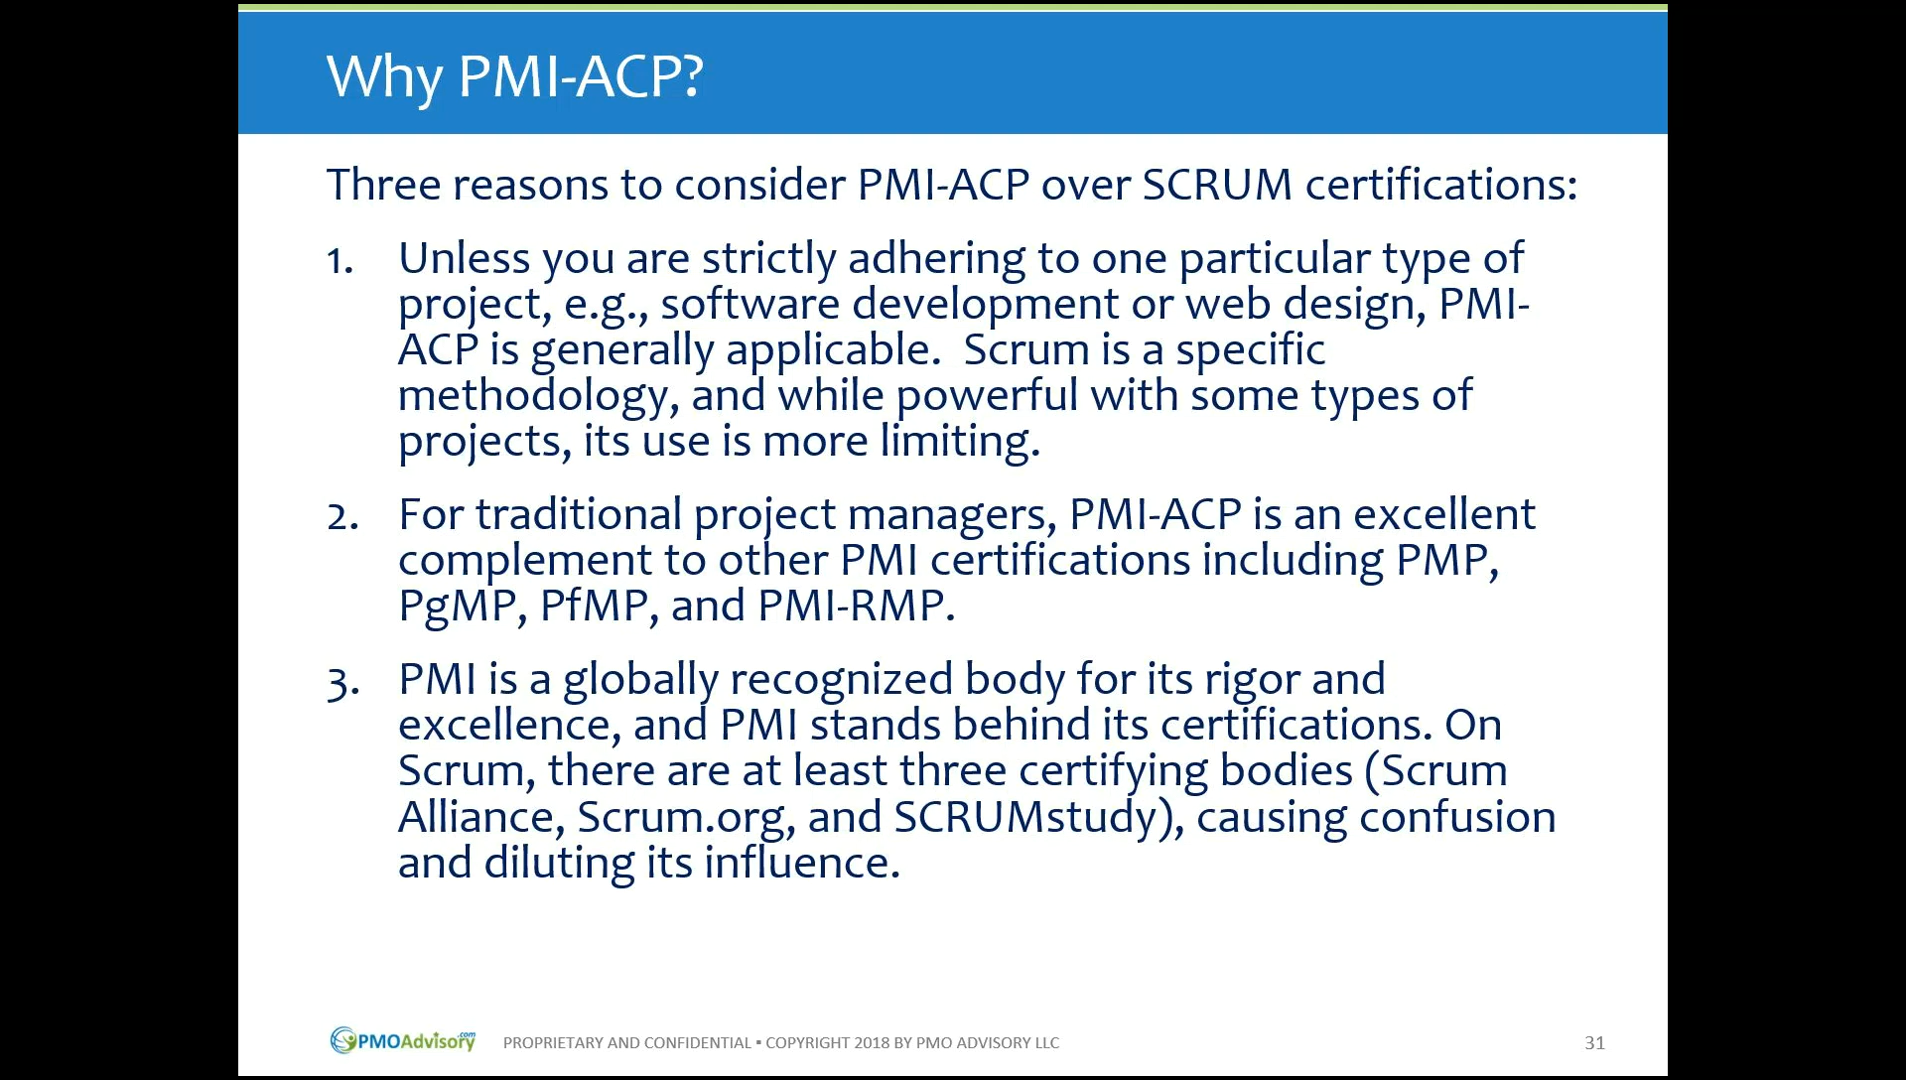 Why PMI-ACP?
Three reasons to consider PMI-ACP over SCRUM certifications:
1. Unless you are strictly adhering to one particular type of
project, e.g., software development or web design, PMI-
ACP is generally applicable.  Scrum is a specific
methodology, and while powerful with some types of
projects, its use is more limiting.
2. For traditional project managers, PMI-ACP is an excellent
complement to other PMI certifications including PMP,
PgMP, PfMP, and PMI-RMP.
3. PMI is a globally recognized body for its rigor and
excellence, and PMI stands behind its certifications. On
Scrum, there are at least three certifying bodies (Scrum
Alliance, Scrum.org, and SCRUMstudy), causing confusion
and diluting its influence.
PMOAdvisory.com
PROPRIETARY AND CONFIDENTIAL ▪ COPYRIGHT 2018 BY PMO ADVISORY LLC
31